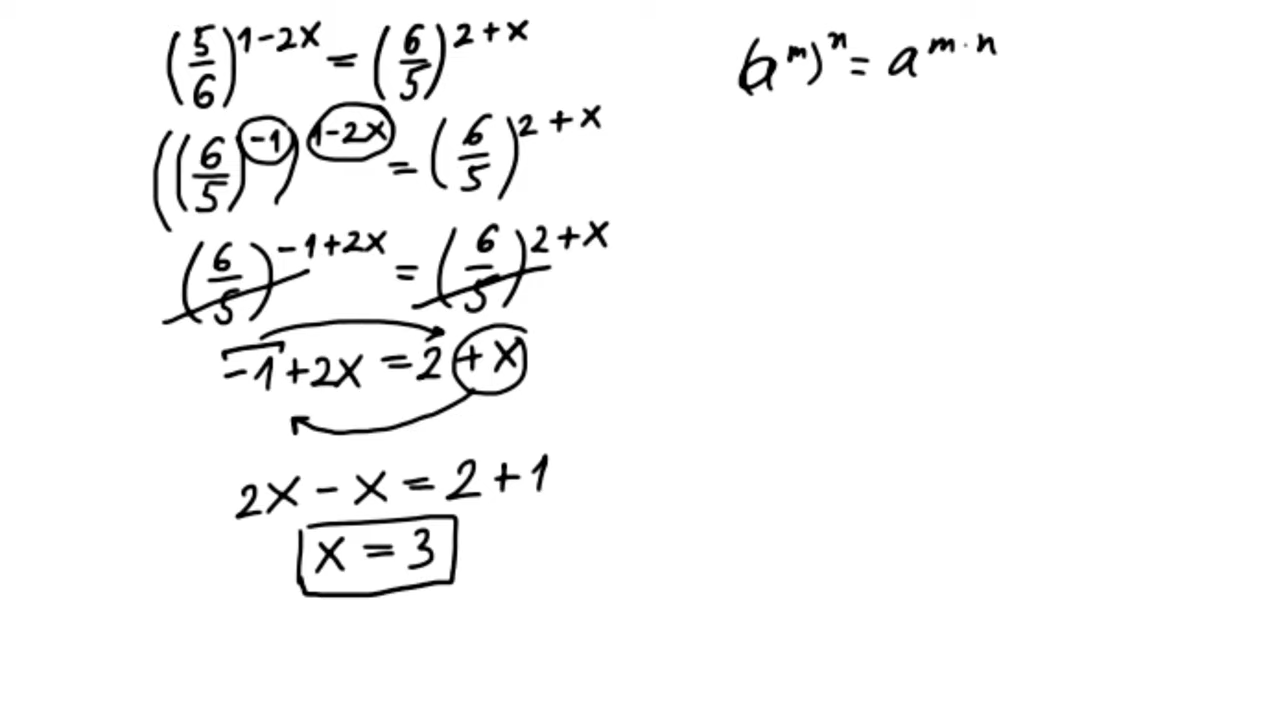 (5/6)^(1-2x) = (6/5)^(2+x)
((6/5)^(-1))^(1-2x) = (6/5)^(2+x)
(6/5)^(-1+2x) = (6/5)^(2+x)
-1+2x = 2+x
2x - x = 2+1
x = 3
(a^m)^n = a^(m·n)